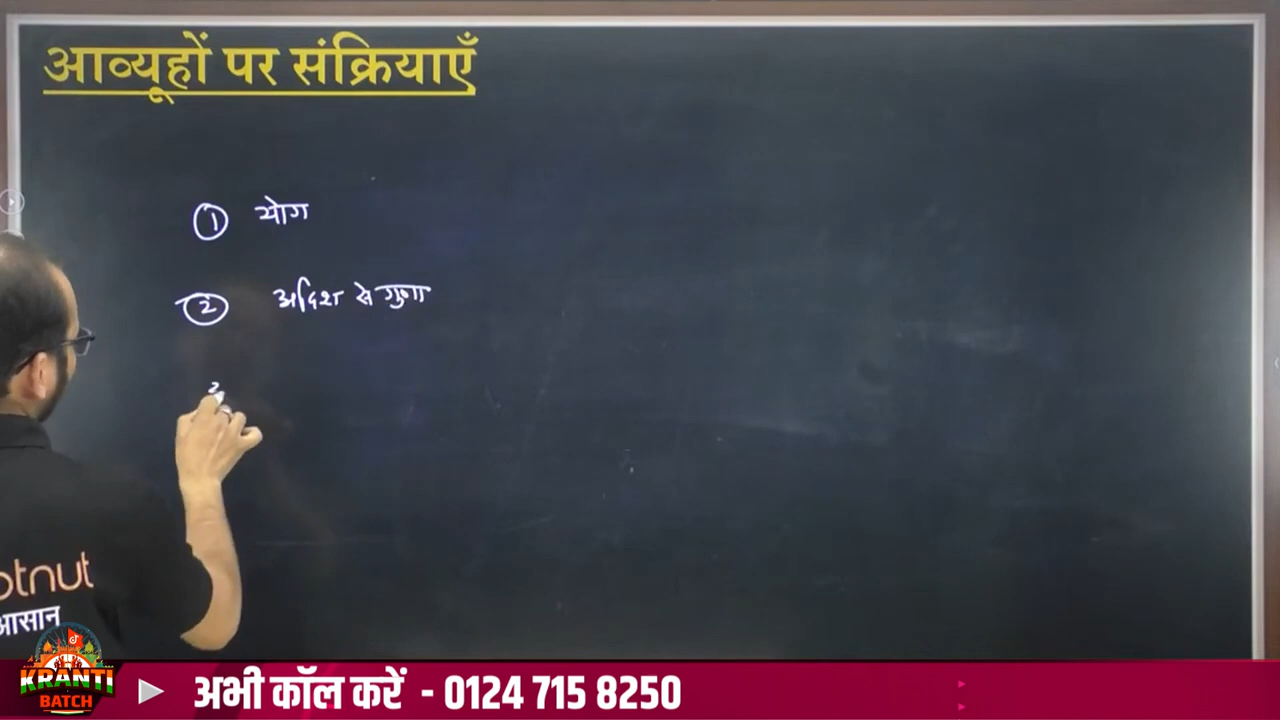 आव्यूहों पर संक्रियाएँ
① योग
② अदिश से गुणा
otnut
आसान
KRANTI
BATCH
अभी कॉल करें - 0124 715 8250